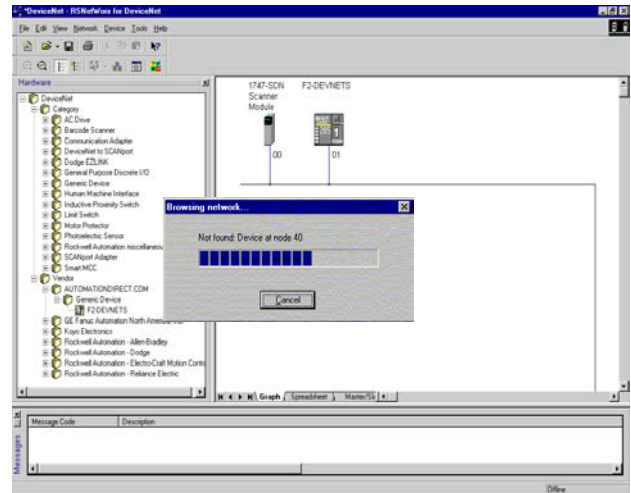 *DeviceNet - RSNetWorx for DeviceNet
File Edit View Network Device Tools Help
Hardware
DeviceNet
Category
AC Drive
Barcode Scanner
Communication Adapter
DeviceNet to SCANport
Dodge EZLINK
General Purpose Discrete I/O
Generic Device
Human Machine Interface
Inductive Proximity Switch
Limit Switch
Motor Protector
Photoelectric Sensor
Rockwell Automation miscellaneou
SCANport Adapter
Smart MCC
Vendor
AUTOMATIONDIRECT.COM
Generic Device
F2-DEVNETS
GE Fanuc Automation North America
Koyo Electronics
Rockwell Automation - Allen-Bradley
Rockwell Automation - Dodge
Rockwell Automation - Electro-Craft Motion Contro
Rockwell Automation - Reliance Electric
1747-SDN
Scanner
Module
F2-DEVNETS
00
01
Browsing network...
Not found: Device at node 40
Cancel
Graph
Spreadsheet
Master/Sl
Message Code
Description
Messages
Offline